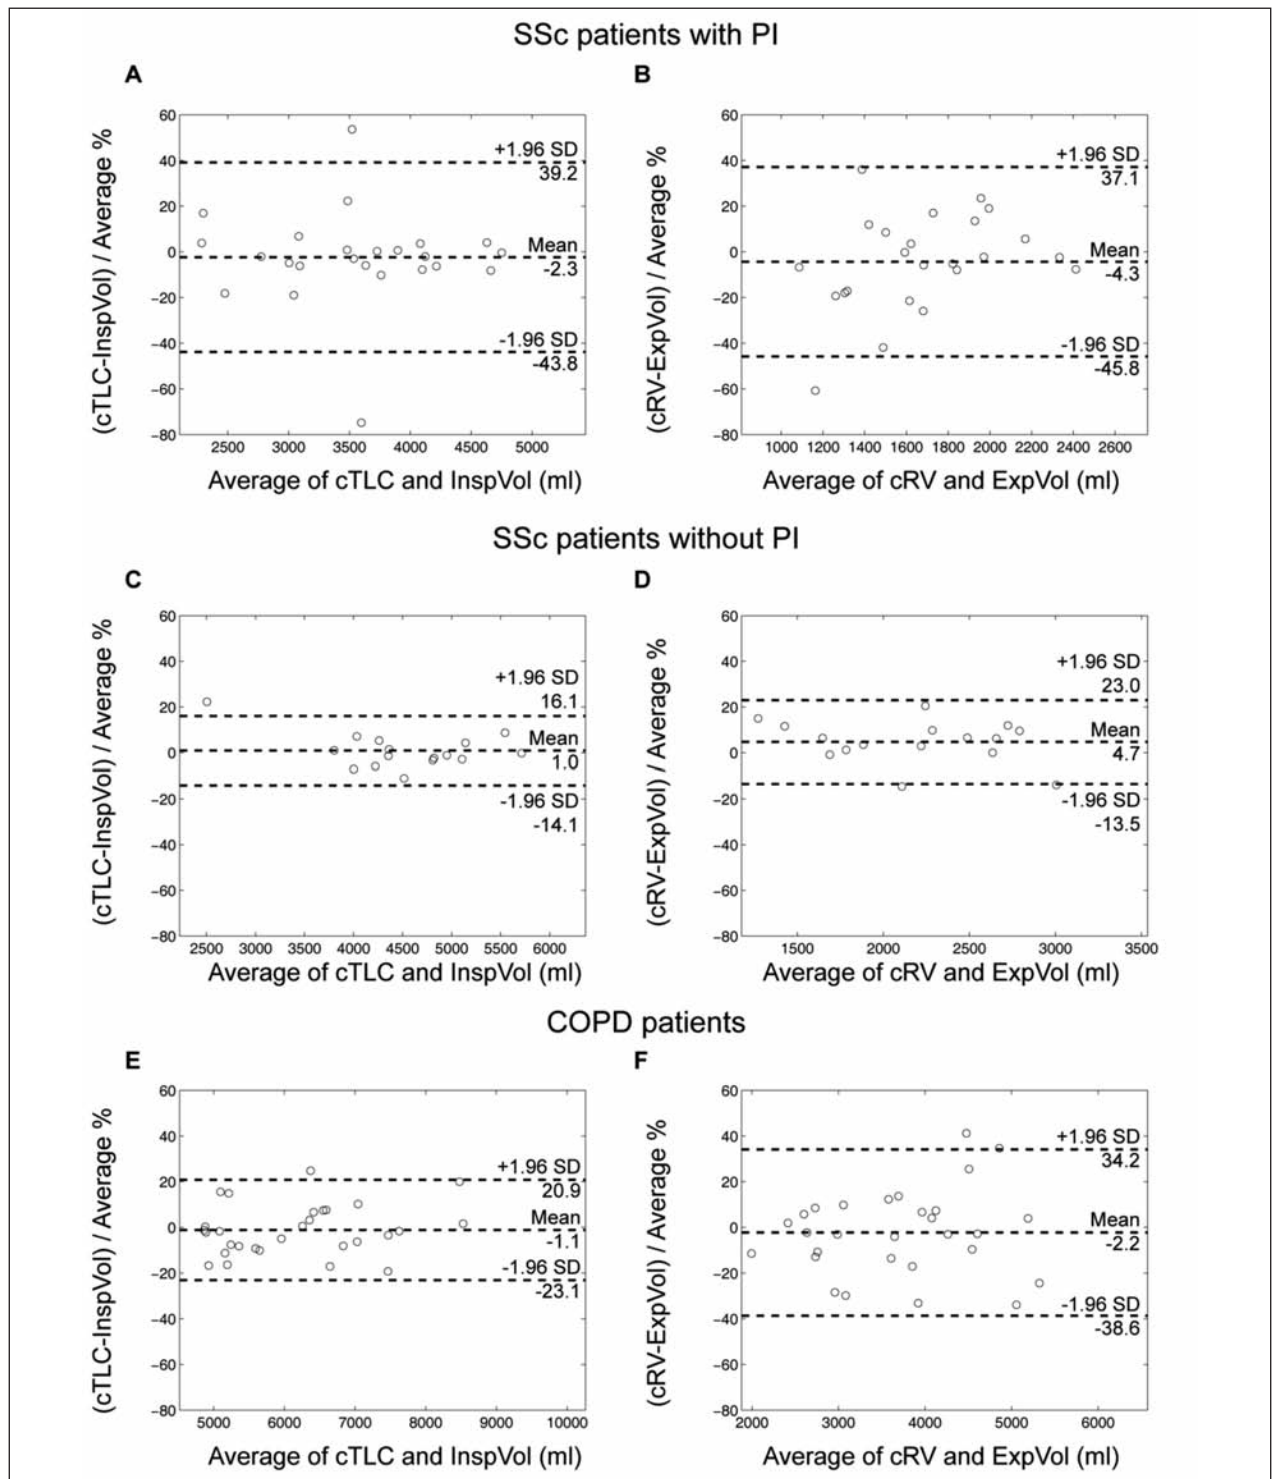 SSc patients with PI
A
B
(cTLC-InspVol) / Average %
60
40
20
0
−20
−40
−60
−80
+1.96 SD
39.2
Mean
-2.3
-1.96 SD
-43.8
2500 3000 3500 4000 4500 5000
Average of cTLC and InspVol (ml)
(cRV-ExpVol) / Average %
60
40
20
0
−20
−40
−60
−80
+1.96 SD
37.1
Mean
-4.3
-1.96 SD
-45.8
1000 1200 1400 1600 1800 2000 2200 2400 2600
Average of cRV and ExpVol (ml)
SSc patients without PI
C
D
(cTLC-InspVol) / Average %
60
40
20
0
−20
−40
−60
−80
+1.96 SD
16.1
Mean
1.0
-1.96 SD
-14.1
2500 3000 3500 4000 4500 5000 5500 6000
Average of cTLC and InspVol (ml)
(cRV-ExpVol) / Average %
60
40
20
0
−20
−40
−60
−80
+1.96 SD
23.0
Mean
4.7
-1.96 SD
-13.5
1500 2000 2500 3000 3500
Average of cRV and ExpVol (ml)
COPD patients
E
F
(cTLC-InspVol) / Average %
60
40
20
0
−20
−40
−60
−80
+1.96 SD
20.9
Mean
-1.1
-1.96 SD
-23.1
5000 6000 7000 8000 9000 10000
Average of cTLC and InspVol (ml)
(cRV-ExpVol) / Average %
60
40
20
0
−20
−40
−60
−80
+1.96 SD
34.2
Mean
-2.2
-1.96 SD
-38.6
2000 3000 4000 5000 6000
Average of cRV and ExpVol (ml)